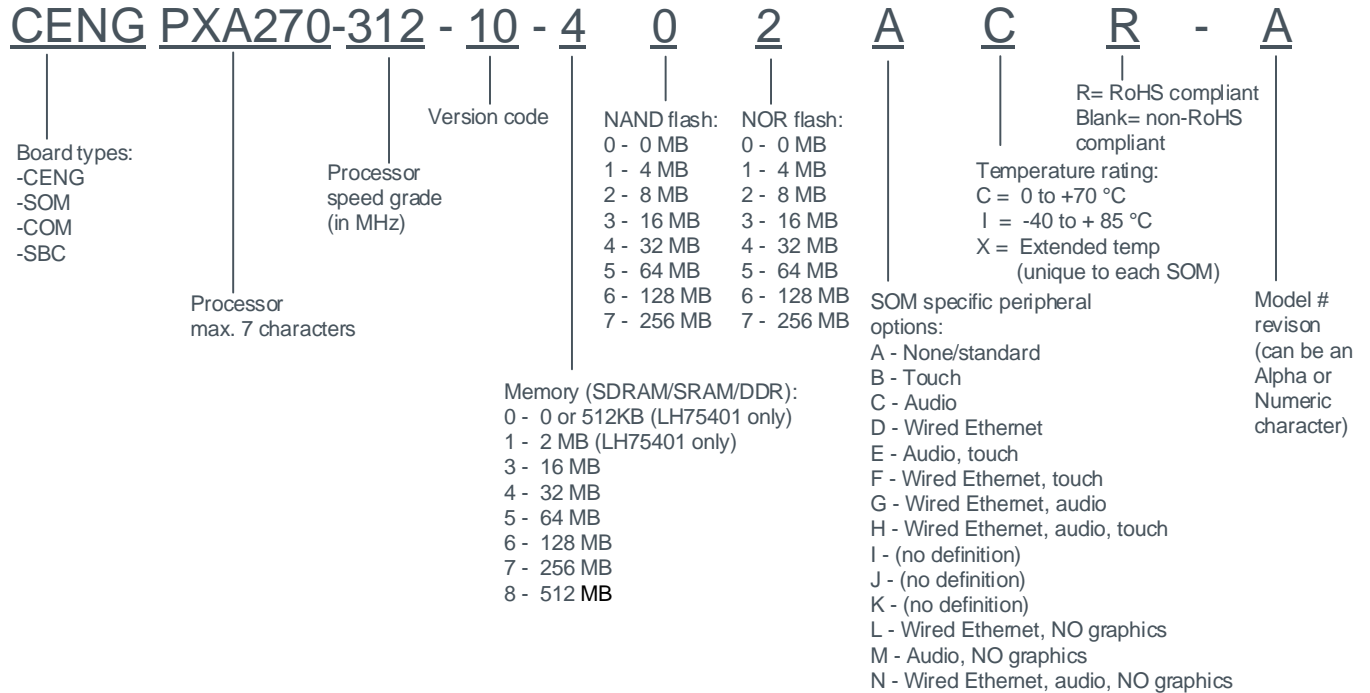 CENG PXA270-312 - 10 - 4 0 2 A C R - A
Board types:
-CENG
-SOM
-COM
-SBC
Processor
max. 7 characters
Processor
speed grade
(in MHz)
Version code
Memory (SDRAM/SRAM/DDR):
0 - 0 or 512KB (LH75401 only)
1 - 2 MB (LH75401 only)
3 - 16 MB
4 - 32 MB
5 - 64 MB
6 - 128 MB
7 - 256 MB
8 - 512 MB
NAND flash:
0 - 0 MB
1 - 4 MB
2 - 8 MB
3 - 16 MB
4 - 32 MB
5 - 64 MB
6 - 128 MB
7 - 256 MB
NOR flash:
0 - 0 MB
1 - 4 MB
2 - 8 MB
3 - 16 MB
4 - 32 MB
5 - 64 MB
6 - 128 MB
7 - 256 MB
SOM specific peripheral
options:
A - None/standard
B - Touch
C - Audio
D - Wired Ethernet
E - Audio, touch
F - Wired Ethernet, touch
G - Wired Ethernet, audio
H - Wired Ethernet, audio, touch
I - (no definition)
J - (no definition)
K - (no definition)
L - Wired Ethernet, NO graphics
M - Audio, NO graphics
N - Wired Ethernet, audio, NO graphics
Temperature rating:
C = 0 to +70 °C
I = -40 to + 85 °C
X = Extended temp
(unique to each SOM)
R= RoHS compliant
Blank= non-RoHS
compliant
Model #
revison
(can be an
Alpha or
Numeric
character)